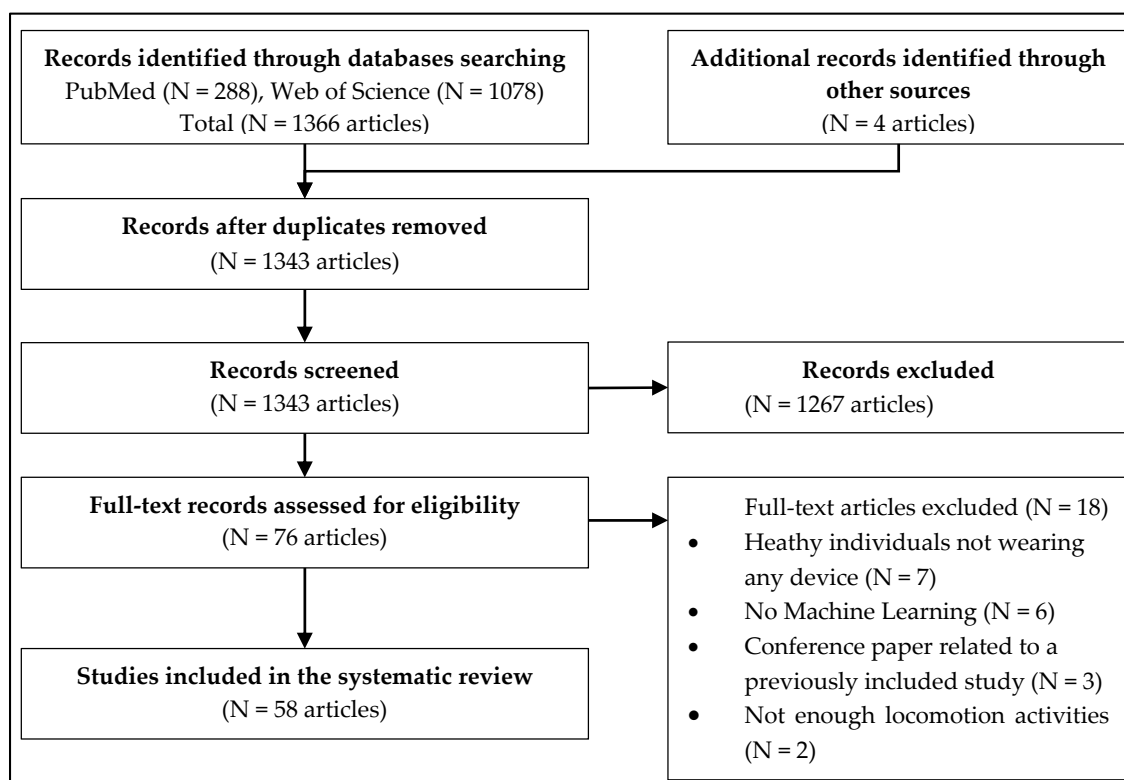 Records identified through databases searching
PubMed (N = 288), Web of Science (N = 1078)
Total (N = 1366 articles)
Additional records identified through
other sources
(N = 4 articles)
Records after duplicates removed
(N = 1343 articles)
Records screened
(N = 1343 articles)
Records excluded
(N = 1267 articles)
Full-text records assessed for eligibility
(N = 76 articles)
Full-text articles excluded (N = 18)
• Heathy individuals not wearing
any device (N = 7)
• No Machine Learning (N = 6)
• Conference paper related to a
previously included study (N = 3)
• Not enough locomotion activities
(N = 2)
Studies included in the systematic review
(N = 58 articles)